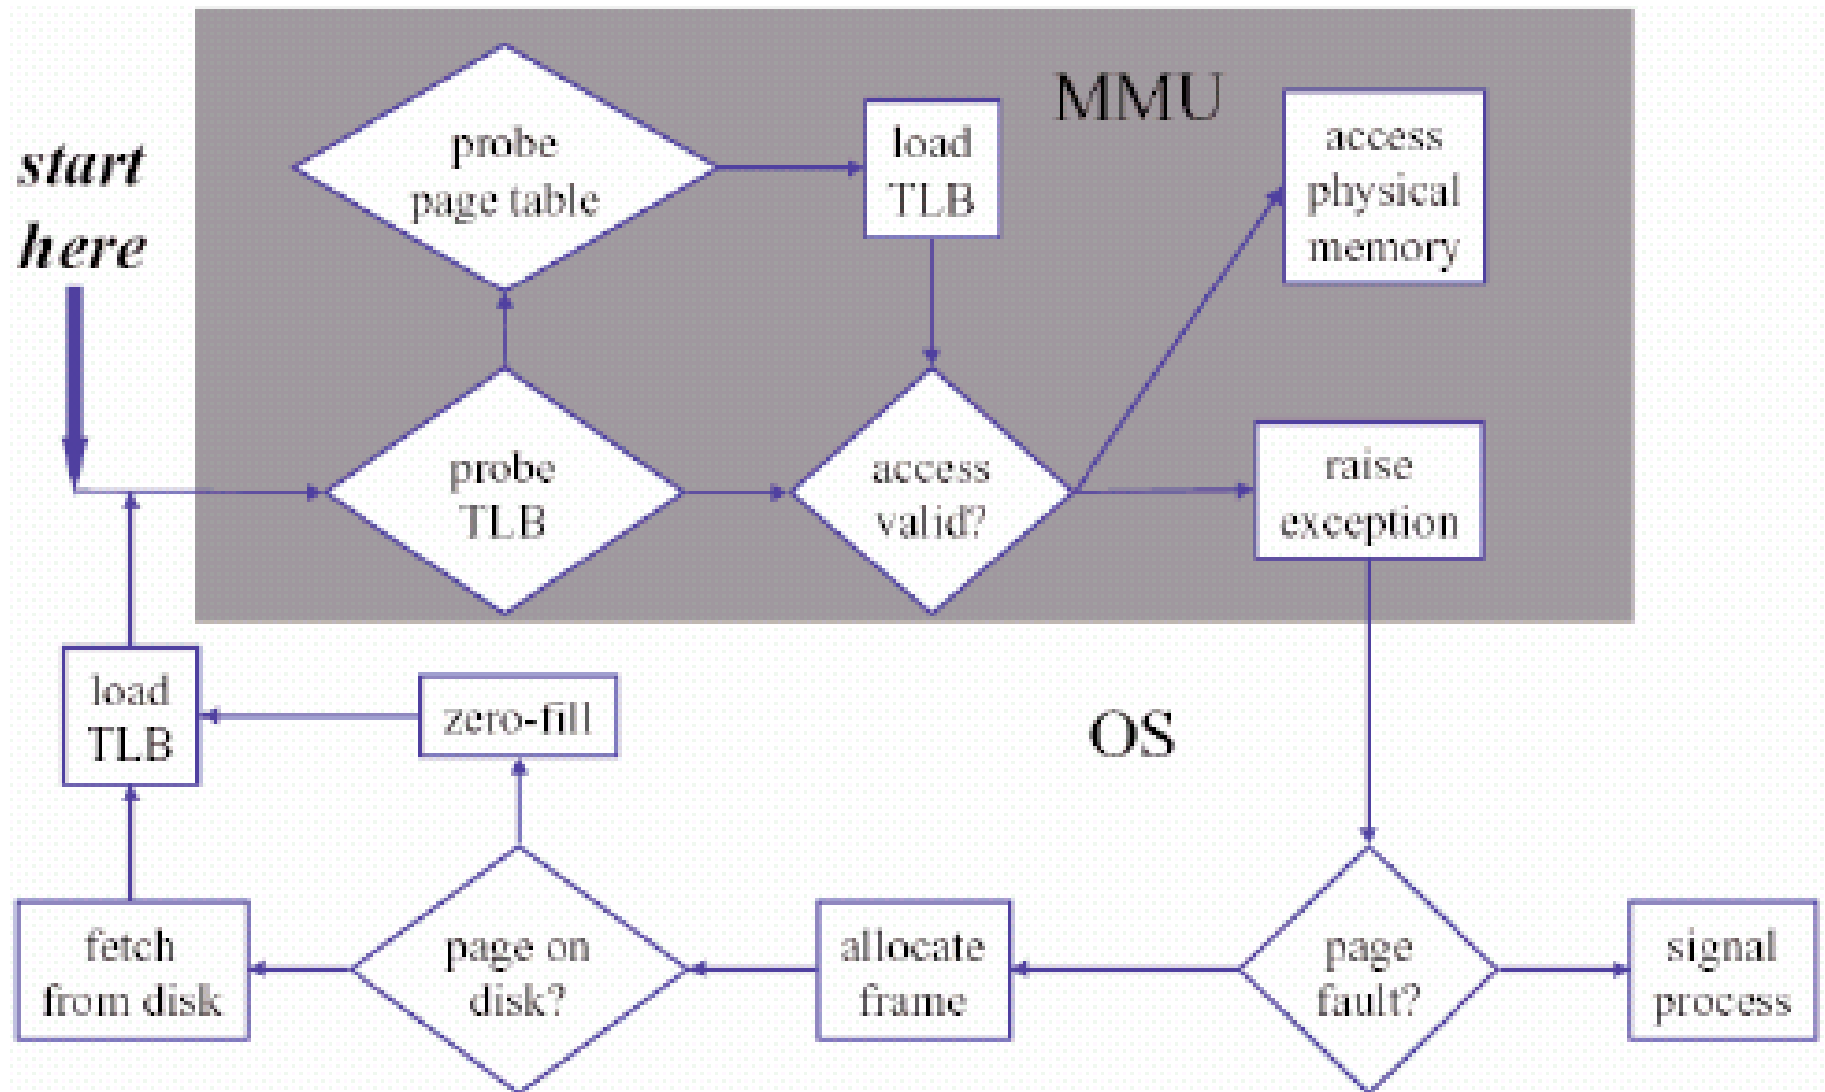 start
here
probe
page table
load
TLB
MMU
access
physical
memory
probe
TLB
access
valid?
raise
exception
load
TLB
zero-fill
OS
fetch
from disk
page on
disk?
allocate
frame
page
fault?
signal
process